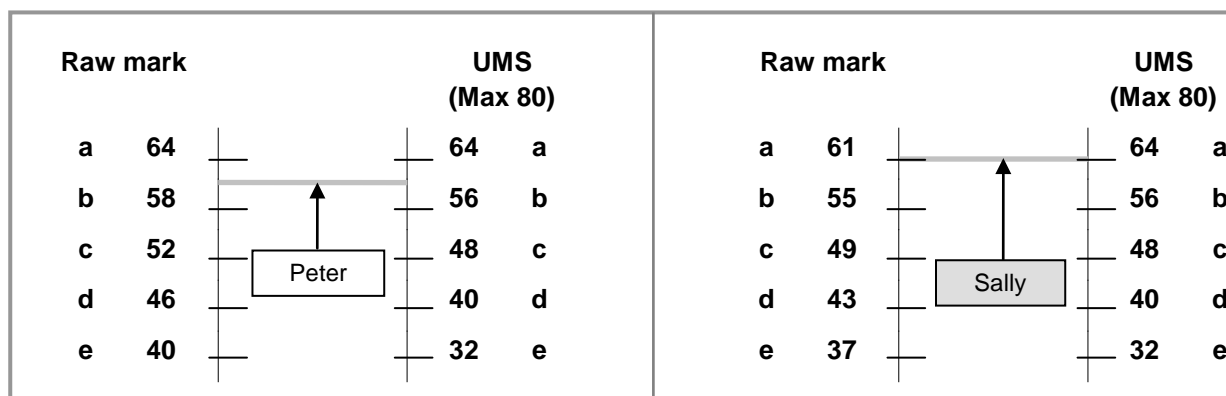 Raw mark UMS
(Max 80)
a 64 64 a
b 58 56 b
c 52 48 c
d 46 40 d
e 40 32 e
Peter
Raw mark UMS
(Max 80)
a 61 64 a
b 55 56 b
c 49 48 c
d 43 40 d
e 37 32 e
Sally